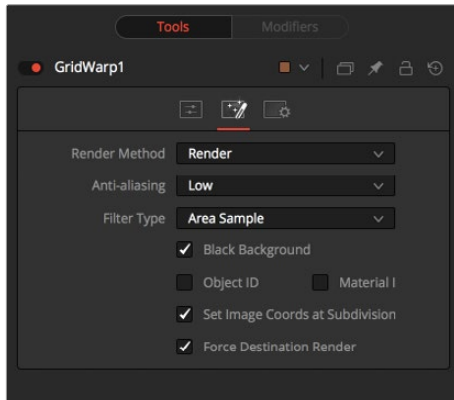 Tools Modifiers
GridWarp1
Render Method Render
Anti-aliasing Low
Filter Type Area Sample
Black Background
Object ID Material I
Set Image Coords at Subdivision
Force Destination Render